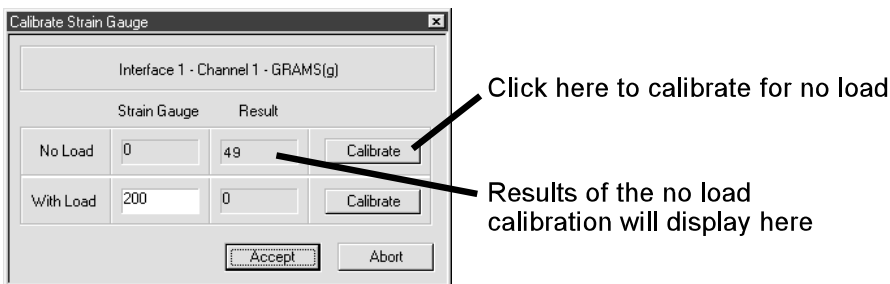 Calibrate Strain Gauge
Interface 1 - Channel 1 - GRAMS(g)
Strain Gauge Result
No Load 0 49 Calibrate
With Load 200 0 Calibrate
Accept Abort
Click here to calibrate for no load
Results of the no load
calibration will display here